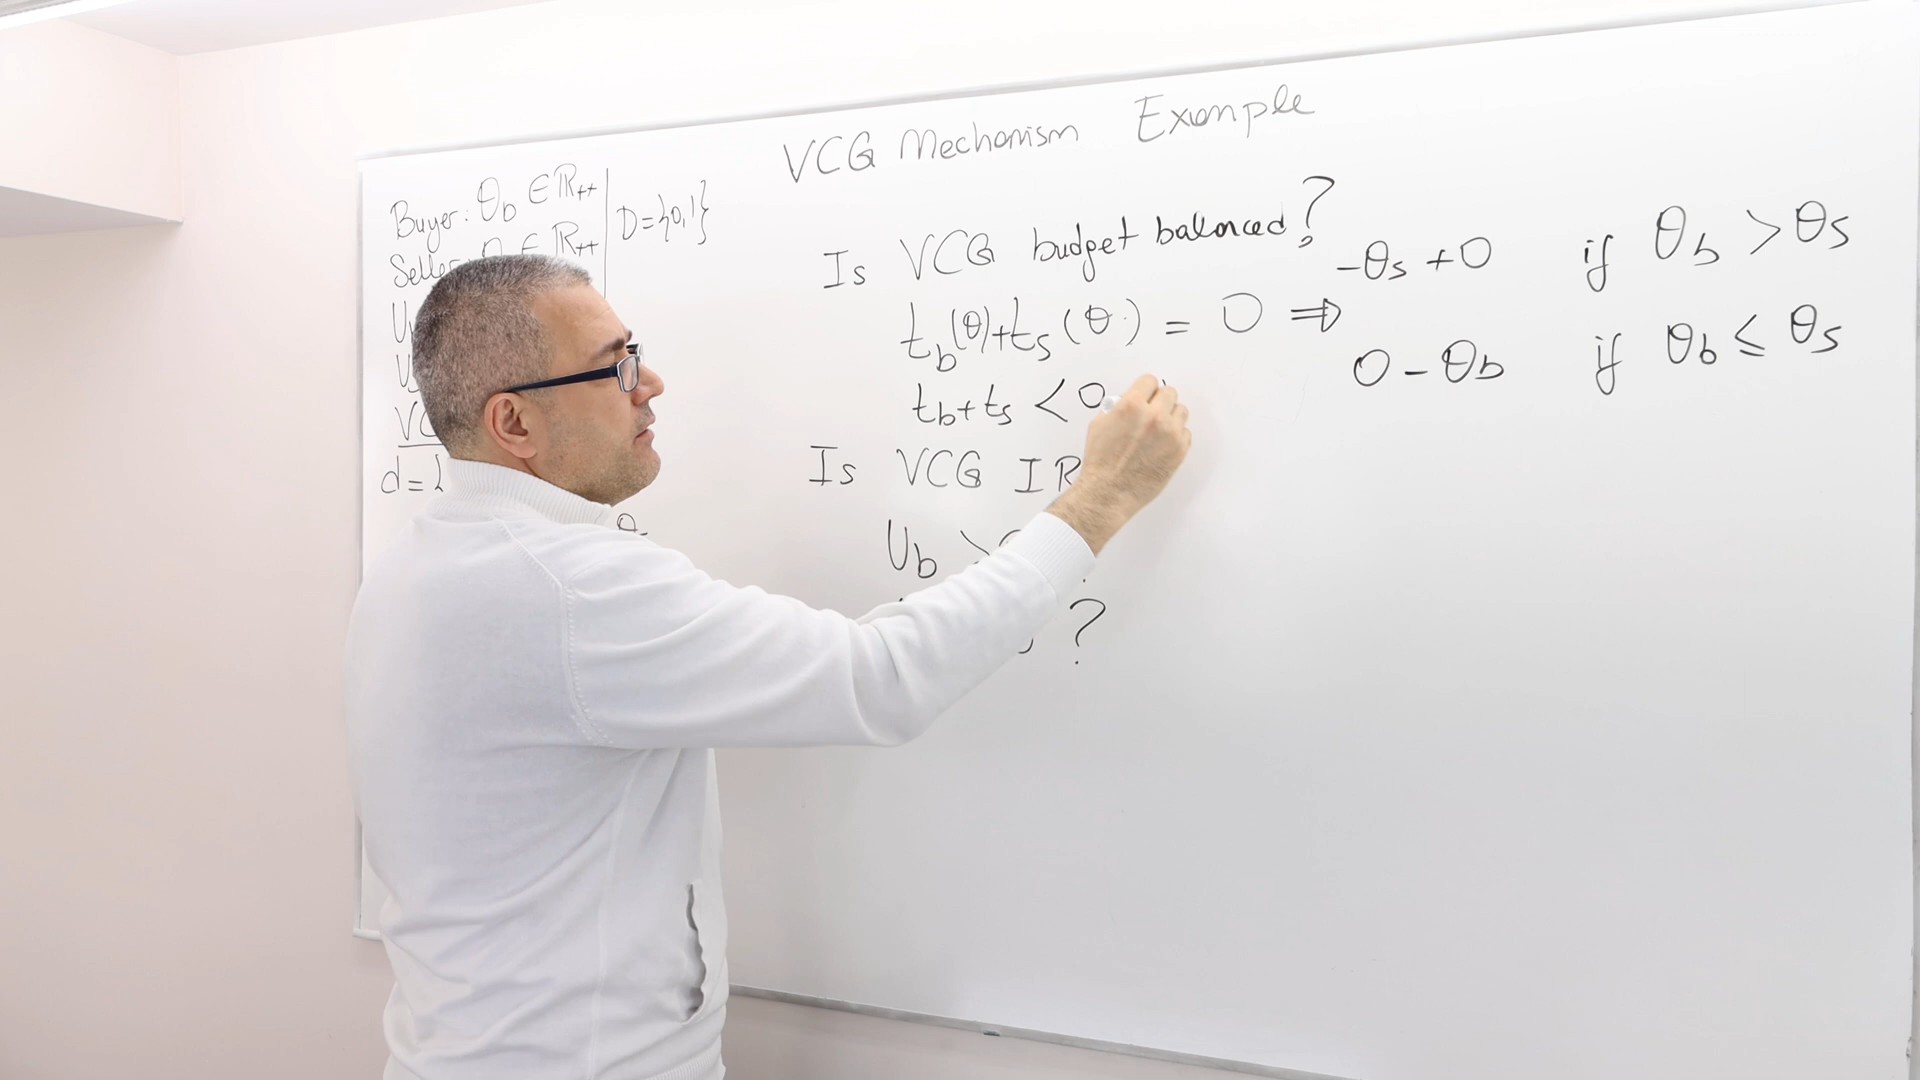 VCG Mechanism Example
Buyer: θb ∈ ℝ++
D={0,1}
Seller: ∈ ℝ++
d=
Is VCG budget balanced?
tb(θ)+ts(θ) = 0 ⇒
-θs +0 if θb > θs
0 - θb if θb ≤ θs
tb+ts < 0
Is VCG IR
Ub
?